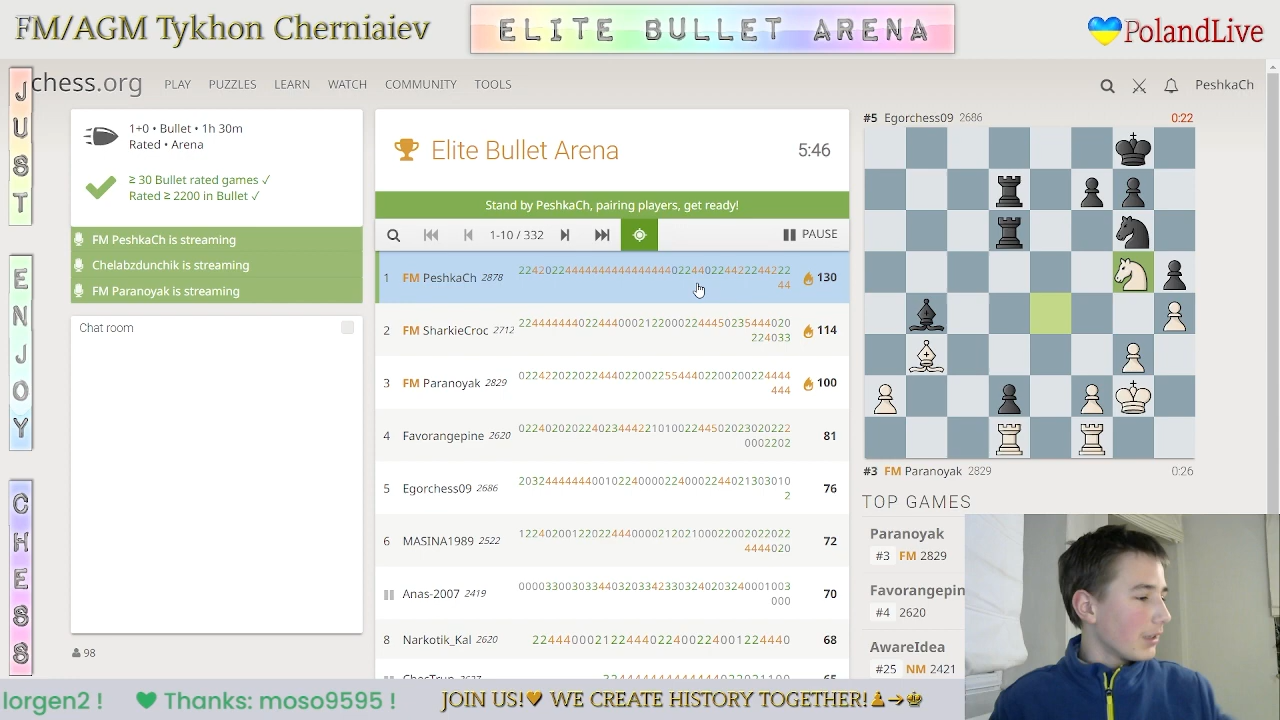 FM/AGM Tykhon Cherniaiev
ELITE BULLET ARENA
PolandLive
JUST
ENJOY
CHESS
chess.org
PLAY
PUZZLES
LEARN
WATCH
COMMUNITY
TOOLS
PeshkaCh
1+0 • Bullet • 1h 30m
Rated • Arena
≥ 30 Bullet rated games ✓
Rated ≥ 2200 in Bullet ✓
FM PeshkaCh is streaming
Chelabzdunchik is streaming
FM Paranoyak is streaming
Chat room
98
Elite Bullet Arena
5:46
Stand by PeshkaCh, pairing players, get ready!
1-10 / 332
PAUSE
1 FM PeshkaCh 2878
130
2 FM SharkieCroc 2712
114
3 FM Paranoyak 2829
100
4 Favorangepine 2620
81
5 Egorchess09 2686
76
6 MASINA1989 2522
72
Anas-2007 2419
70
8 Narkotik_Kal 2620
68
#5 Egorchess09 2686
0:22
#3 FM Paranoyak 2829
0:26
TOP GAMES
Paranoyak
#3 FM 2829
Favorangepin
#4 2620
AwareIdea
#25 NM 2421
lorgen2 !
Thanks: moso9595 !
JOIN US! WE CREATE HISTORY TOGETHER!